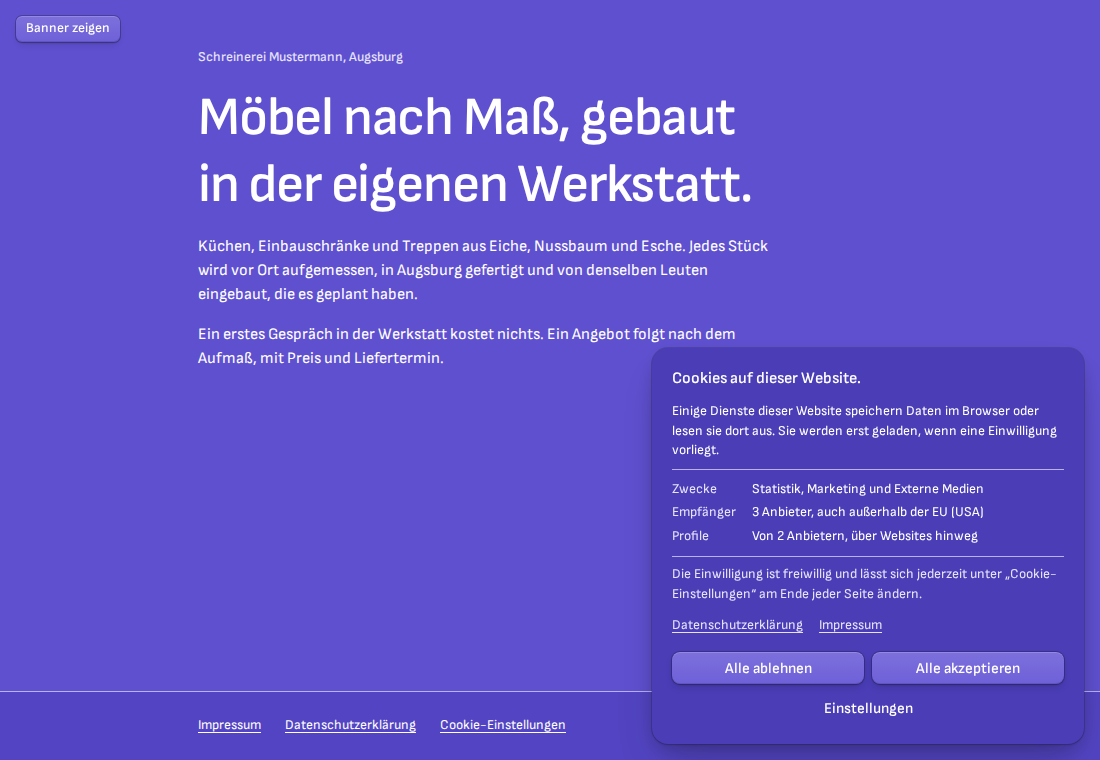 Banner zeigen
Schreinerei Mustermann, Augsburg
Möbel nach Maß, gebaut
in der eigenen Werkstatt.
Küchen, Einbauschränke und Treppen aus Eiche, Nussbaum und Esche. Jedes Stück
wird vor Ort aufgemessen, in Augsburg gefertigt und von denselben Leuten
eingebaut, die es geplant haben.
Ein erstes Gespräch in der Werkstatt kostet nichts. Ein Angebot folgt nach dem
Aufmaß, mit Preis und Liefertermin.
Cookies auf dieser Website.
Einige Dienste dieser Website speichern Daten im Browser oder
lesen sie dort aus. Sie werden erst geladen, wenn eine Einwilligung
vorliegt.
Zwecke Statistik, Marketing und Externe Medien
Empfänger 3 Anbieter, auch außerhalb der EU (USA)
Profile Von 2 Anbietern, über Websites hinweg
Die Einwilligung ist freiwillig und lässt sich jederzeit unter „Cookie-
Einstellungen“ am Ende jeder Seite ändern.
Datenschutzerklärung Impressum
Alle ablehnen Alle akzeptieren
Einstellungen
Impressum Datenschutzerklärung Cookie-Einstellungen